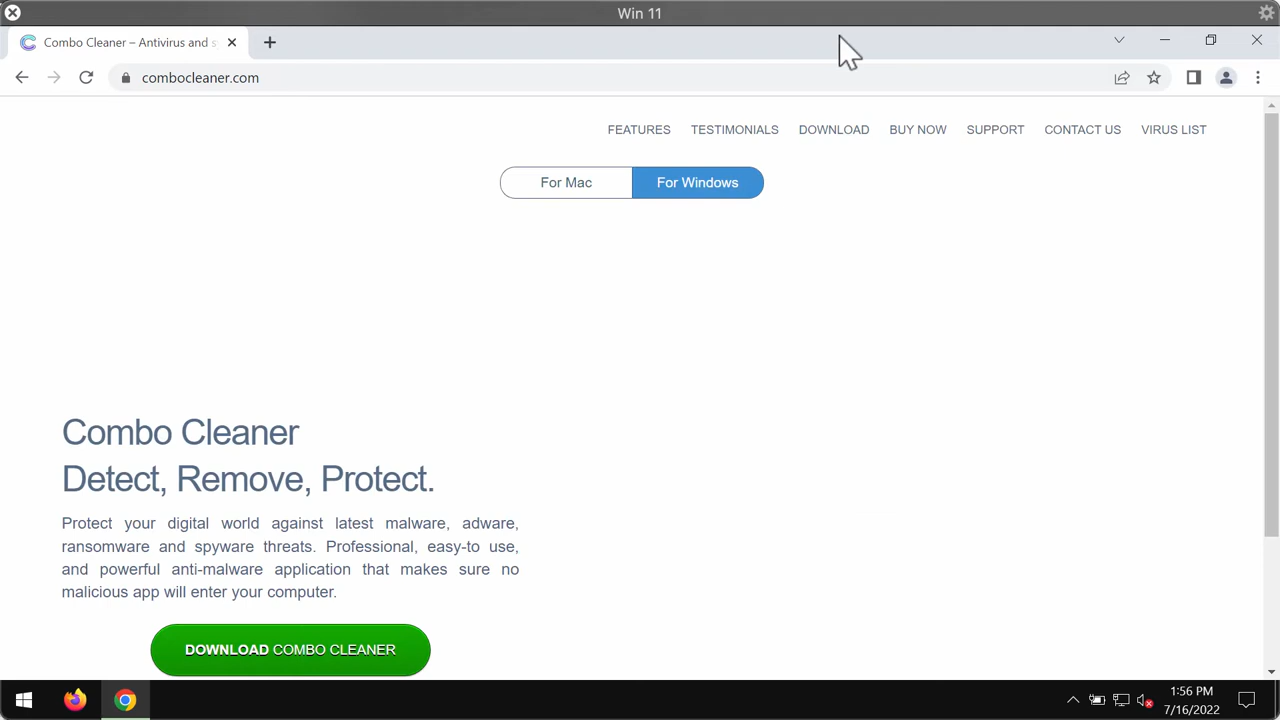 Win 11
Combo Cleaner – Antivirus and s
combocleaner.com
FEATURES TESTIMONIALS DOWNLOAD BUY NOW SUPPORT CONTACT US VIRUS LIST
For Mac For Windows
Combo Cleaner
Detect, Remove, Protect.
Protect your digital world against latest malware, adware,
ransomware and spyware threats. Professional, easy-to use,
and powerful anti-malware application that makes sure no
malicious app will enter your computer.
DOWNLOAD COMBO CLEANER
1:56 PM
7/16/2022